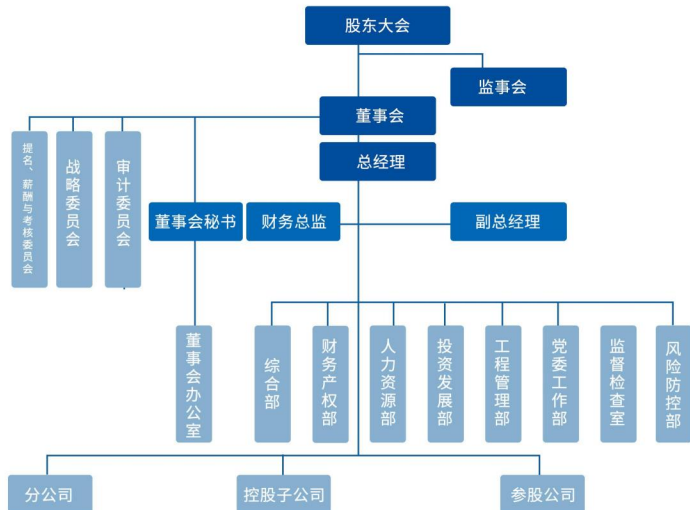 股东大会
监事会
董事会
总经理
提名、薪酬与考核委员会
战略委员会
审计委员会
董事会秘书
财务总监
副总经理
董事会办公室
综合部
财务产权部
人力资源部
投资发展部
工程管理部
党委工作部
监督检查室
风险防控部
分公司
控股子公司
参股公司